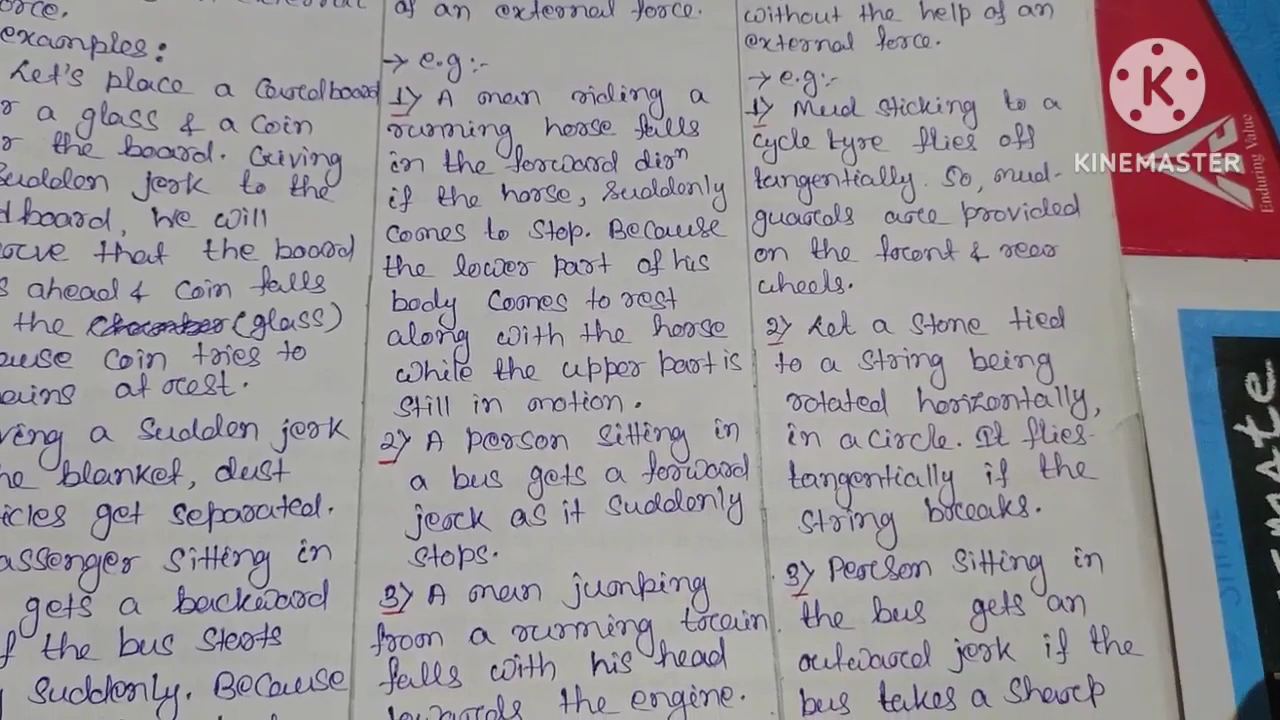 of an external force.
→ e.g:-
1) A man riding a
running horse falls
in the forward dirⁿ
if the horse, suddenly
comes to stop. Because
the lower part of his
body comes to rest
along with the horse
while the upper part is
still in motion.
2) A person sitting in
a bus gets a forward
jerk as it suddenly
stops.
3) A man jumping
from a running train
falls with his head
towards the engine.
without the help of an
external force.
→ e.g:-
1) Mud sticking to a
cycle tyre flies off
tangentially. So, mud-
guards are provided
on the front & rear
wheels.
2) Let a stone tied
to a string being
rotated horizontally,
in a circle. It flies
tangentially if the
string breaks.
3) Person sitting in
the bus gets an
outward jerk if the
bus takes a sharp
examples:
Let's place a Cardboard
a glass & a coin
the board. Giving
sudden jerk to the
board, we will
that the board
ahead & coin falls
the (glass)
coin tries to
at rest.
a sudden jerk
blanket, dust
get separated.
sitting in
gets a backward
the bus starts
suddenly. Because
K
KINEMASTER
Enduring Value